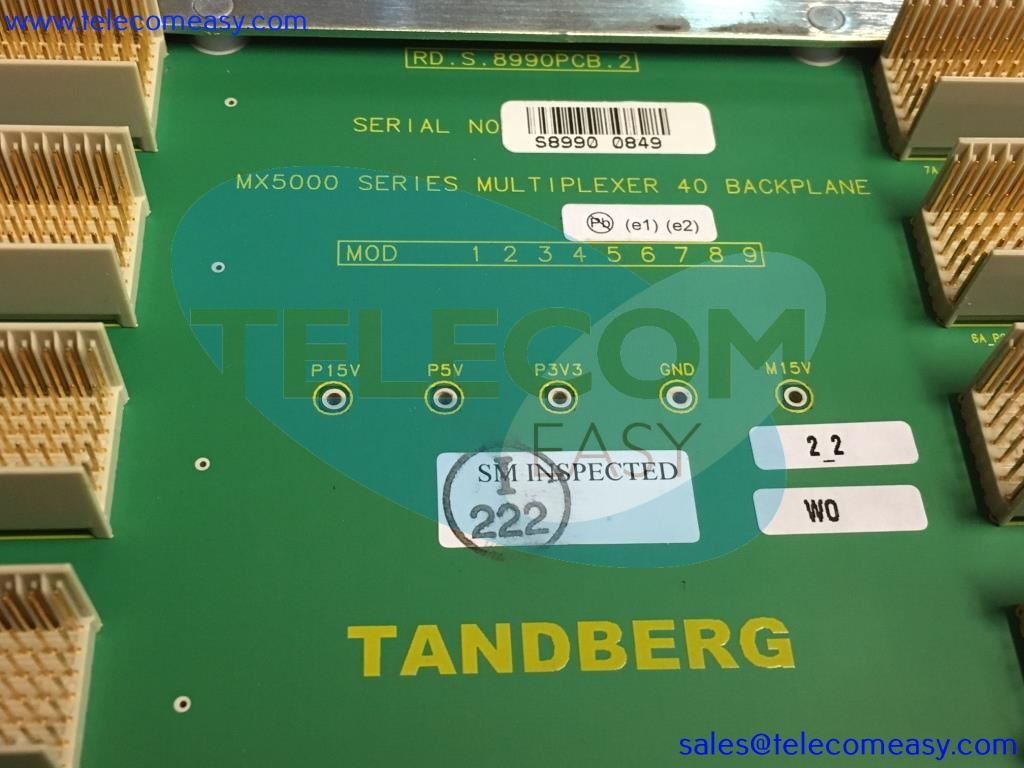 www.telecomeasy.com
RD.S.8990PCB.2
SERIAL NO
S8990 0849
MX5000 SERIES MULTIPLEXER 40 BACKPLANE
Pb (e1) (e2)
MOD 1 2 3 4 5 6 7 8 9
7A
6A_P
TELECOM
P15V P5V P3V3 GND M15V
EASY
2_2
SM INSPECTED
I
222
WO
TANDBERG
sales@telecomeasy.com